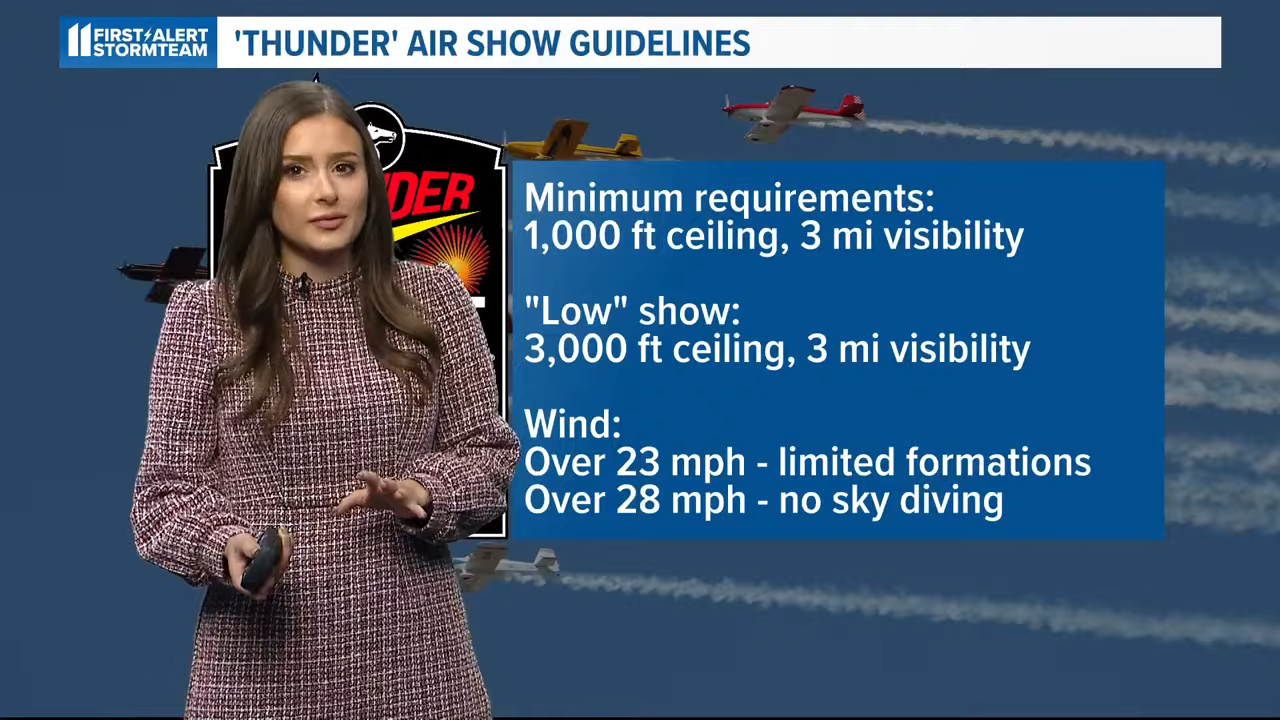 11 FIRST ALERT
STORMTEAM
'THUNDER' AIR SHOW GUIDELINES
Minimum requirements:
1,000 ft ceiling, 3 mi visibility
"Low" show:
3,000 ft ceiling, 3 mi visibility
Wind:
Over 23 mph - limited formations
Over 28 mph - no sky diving